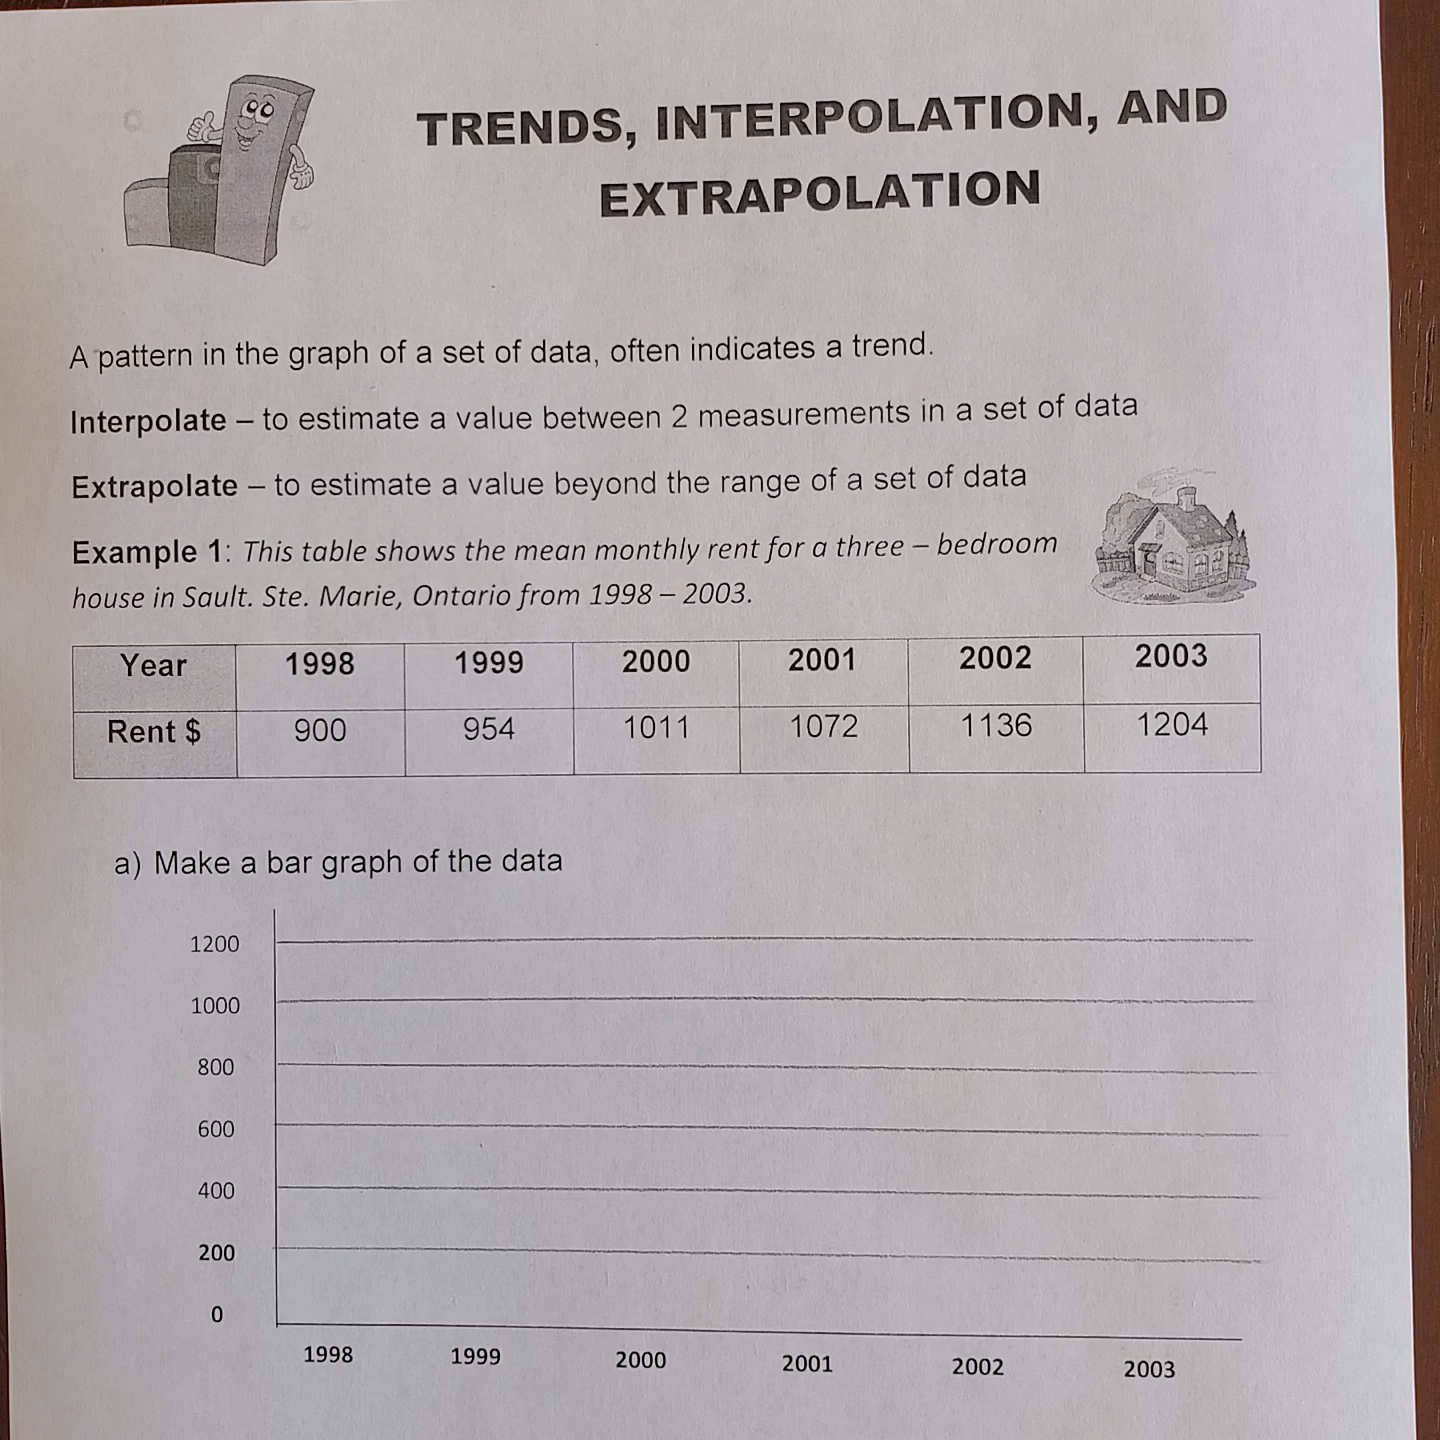 TRENDS, INTERPOLATION, AND
EXTRAPOLATION
A pattern in the graph of a set of data, often indicates a trend.
Interpolate – to estimate a value between 2 measurements in a set of data
Extrapolate – to estimate a value beyond the range of a set of data
Example 1: This table shows the mean monthly rent for a three – bedroom
house in Sault. Ste. Marie, Ontario from 1998 – 2003.
Year 1998 1999 2000 2001 2002 2003
Rent $ 900 954 1011 1072 1136 1204
a) Make a bar graph of the data
1200
1000
800
600
400
200
0
1998 1999 2000 2001 2002 2003